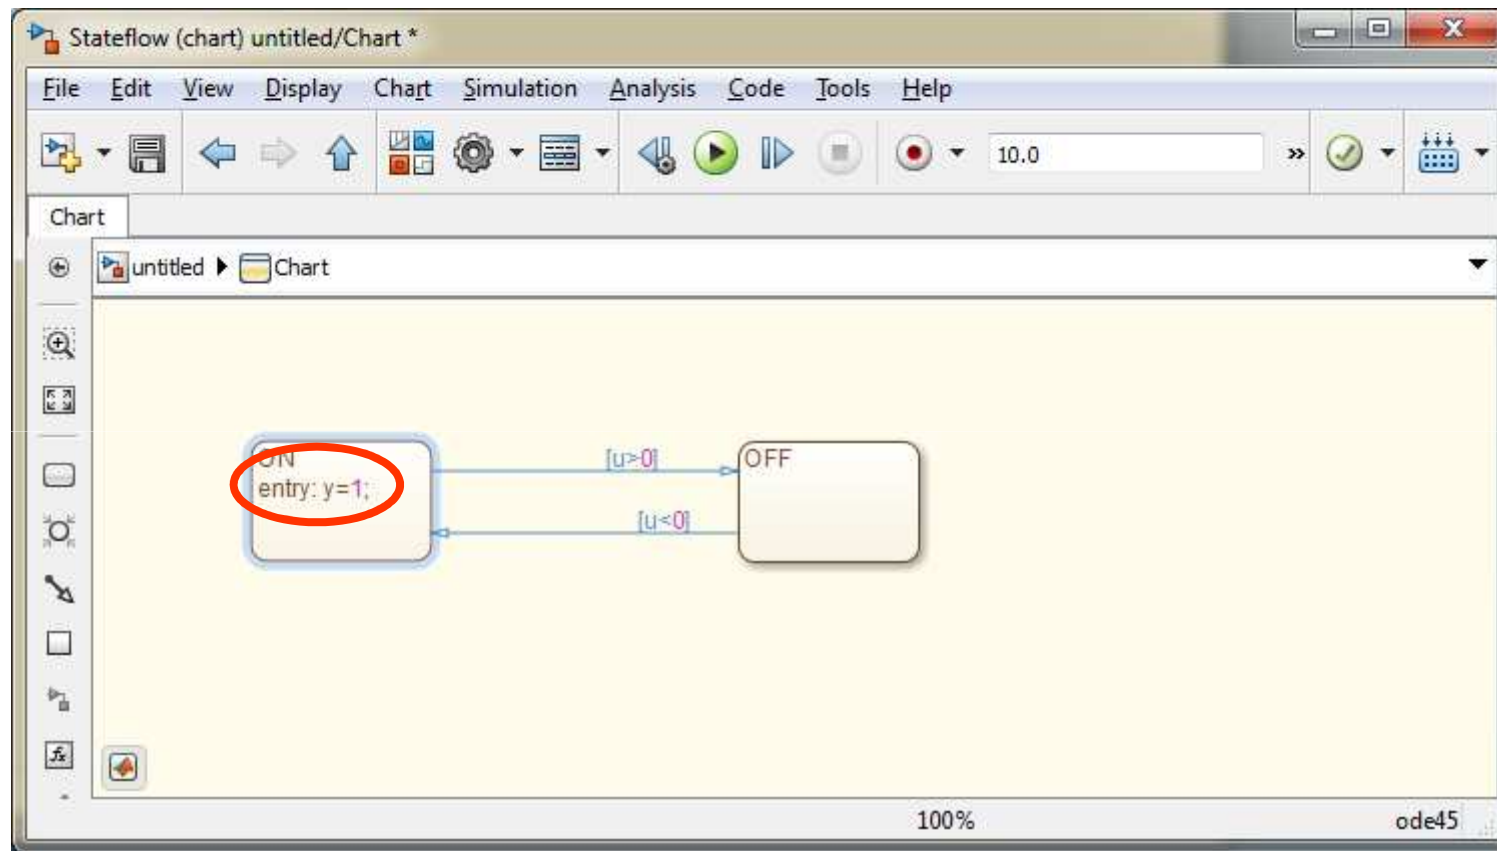 Stateflow (chart) untitled/Chart *
File Edit View Display Chart Simulation Analysis Code Tools Help
10.0 »
Chart
untitled Chart
ON
entry: y=1;
[u>0]
OFF
[u<0]
fx
100% ode45